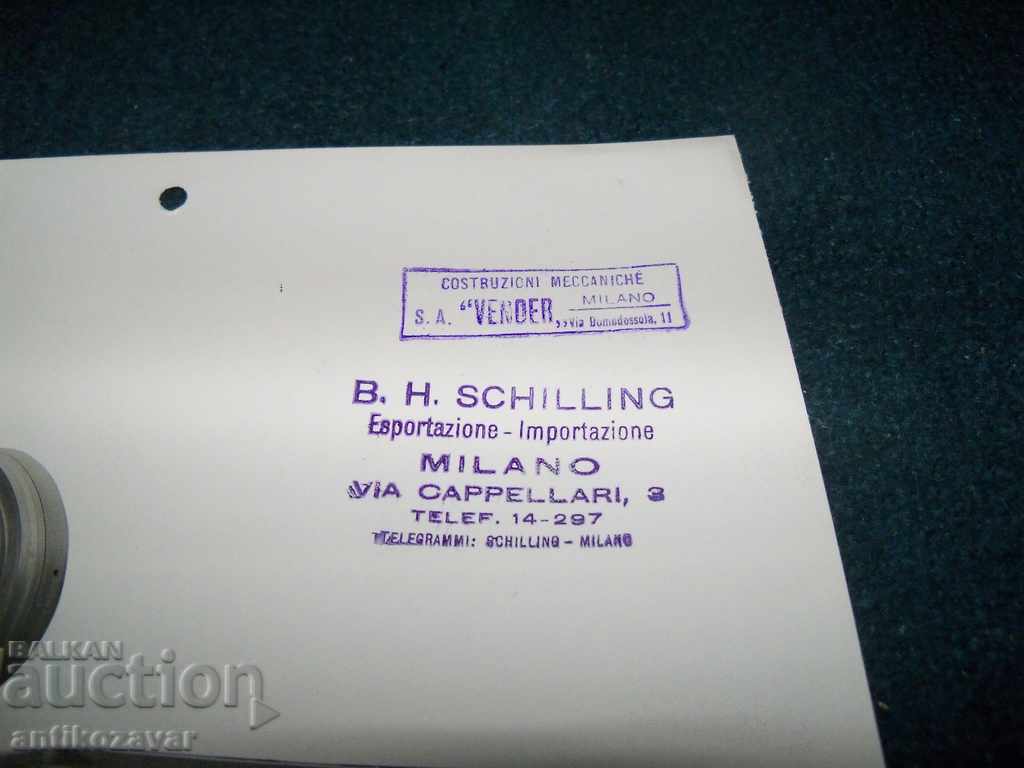 COSTRUZIONI MECCANICHE
S. A. “VENDER„ MILANO
Via Domodossola, 11
B. H. SCHILLING
Esportazione - Importazione
MILANO
VIA CAPPELLARI, 3
TELEF. 14-297
TELEGRAMMI: SCHILLING - MILANO
BALKAN
auction
antikozavar